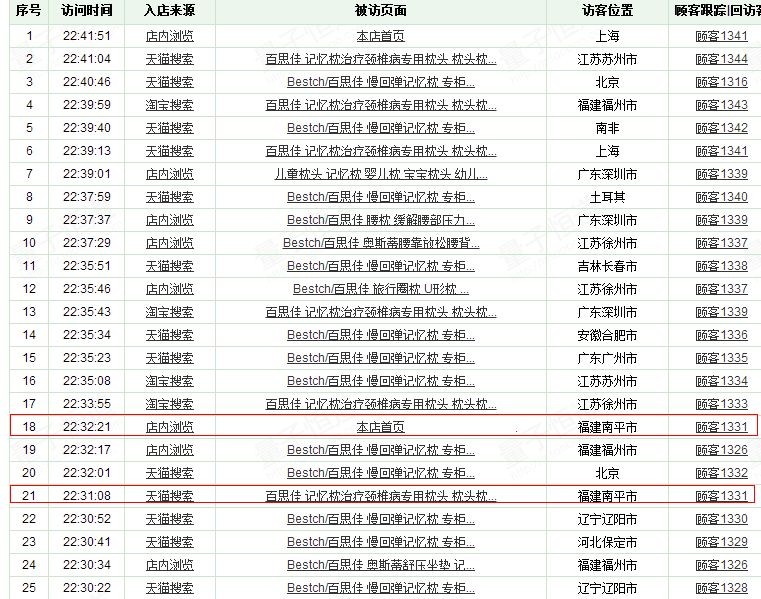 序号 访问时间 入店来源 被访页面 访客位置 顾客跟踪|回访客
1 22:41:51 店内浏览 本店首页 上海 顾客1341
2 22:41:04 天猫搜索 百思佳 记忆枕治疗颈椎病专用枕头 枕头枕... 江苏苏州市 顾客1344
3 22:40:46 天猫搜索 Bestch/百思佳 慢回弹记忆枕 专柜... 北京 顾客1316
4 22:39:59 淘宝搜索 百思佳 记忆枕治疗颈椎病专用枕头 枕头枕... 福建福州市 顾客1343
5 22:39:40 天猫搜索 Bestch/百思佳 慢回弹记忆枕 专柜... 南非 顾客1342
6 22:39:13 天猫搜索 百思佳 记忆枕治疗颈椎病专用枕头 枕头枕... 上海 顾客1341
7 22:39:01 店内浏览 儿童枕头 记忆枕 婴儿枕 宝宝枕头 幼儿... 广东深圳市 顾客1339
8 22:37:59 天猫搜索 Bestch/百思佳 慢回弹记忆枕 专柜... 土耳其 顾客1340
9 22:37:37 店内浏览 Bestch/百思佳 腰枕 缓解腰部压力... 广东深圳市 顾客1339
10 22:37:29 店内浏览 Bestch/百思佳 奥斯蒂腰靠放松腰背... 江苏徐州市 顾客1337
11 22:35:51 天猫搜索 Bestch/百思佳 慢回弹记忆枕 专柜... 吉林长春市 顾客1338
12 22:35:46 店内浏览 Bestch/百思佳 旅行圈枕 U形枕 ... 江苏徐州市 顾客1337
13 22:35:43 淘宝搜索 百思佳 记忆枕治疗颈椎病专用枕头 枕头枕... 广东深圳市 顾客1339
14 22:35:34 天猫搜索 Bestch/百思佳 慢回弹记忆枕 专柜... 安徽合肥市 顾客1336
15 22:35:23 天猫搜索 Bestch/百思佳 慢回弹记忆枕 专柜... 广东广州市 顾客1335
16 22:35:08 淘宝搜索 Bestch/百思佳 慢回弹记忆枕 专柜... 江苏苏州市 顾客1334
17 22:33:55 淘宝搜索 百思佳 记忆枕治疗颈椎病专用枕头 枕头枕... 江苏徐州市 顾客1333
18 22:32:21 店内浏览 本店首页 福建南平市 顾客1331
19 22:32:17 店内浏览 Bestch/百思佳 慢回弹记忆枕 专柜... 福建福州市 顾客1326
20 22:32:01 天猫搜索 Bestch/百思佳 慢回弹记忆枕 专柜... 北京 顾客1332
21 22:31:08 天猫搜索 百思佳 记忆枕治疗颈椎病专用枕头 枕头枕... 福建南平市 顾客1331
22 22:30:52 天猫搜索 Bestch/百思佳 慢回弹记忆枕 专柜... 辽宁辽阳市 顾客1330
23 22:30:41 天猫搜索 Bestch/百思佳 慢回弹记忆枕 专柜... 河北保定市 顾客1329
24 22:30:34 店内浏览 Bestch/百思佳 奥斯蒂舒压坐垫 记... 福建福州市 顾客1326
25 22:30:22 天猫搜索 Bestch/百思佳 慢回弹记忆枕 专柜... 辽宁辽阳市 顾客1328